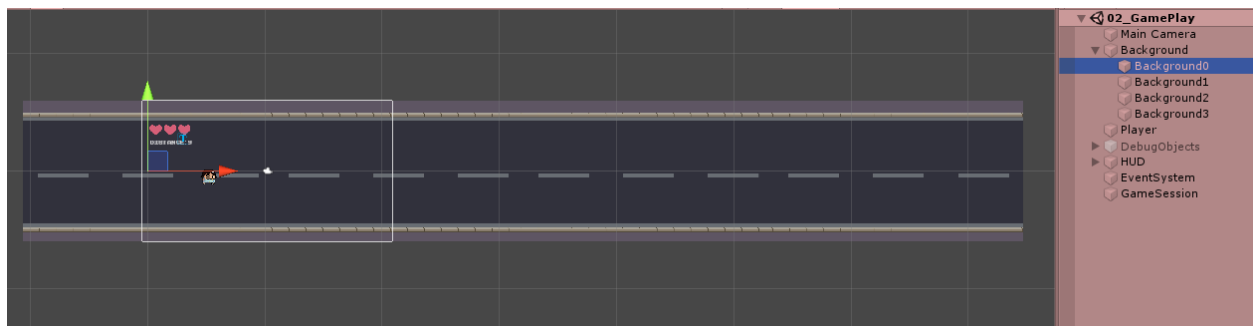 02_GamePlay
Main Camera
Background
Background0
Background1
Background2
Background3
Player
DebugObjects
HUD
EventSystem
GameSession